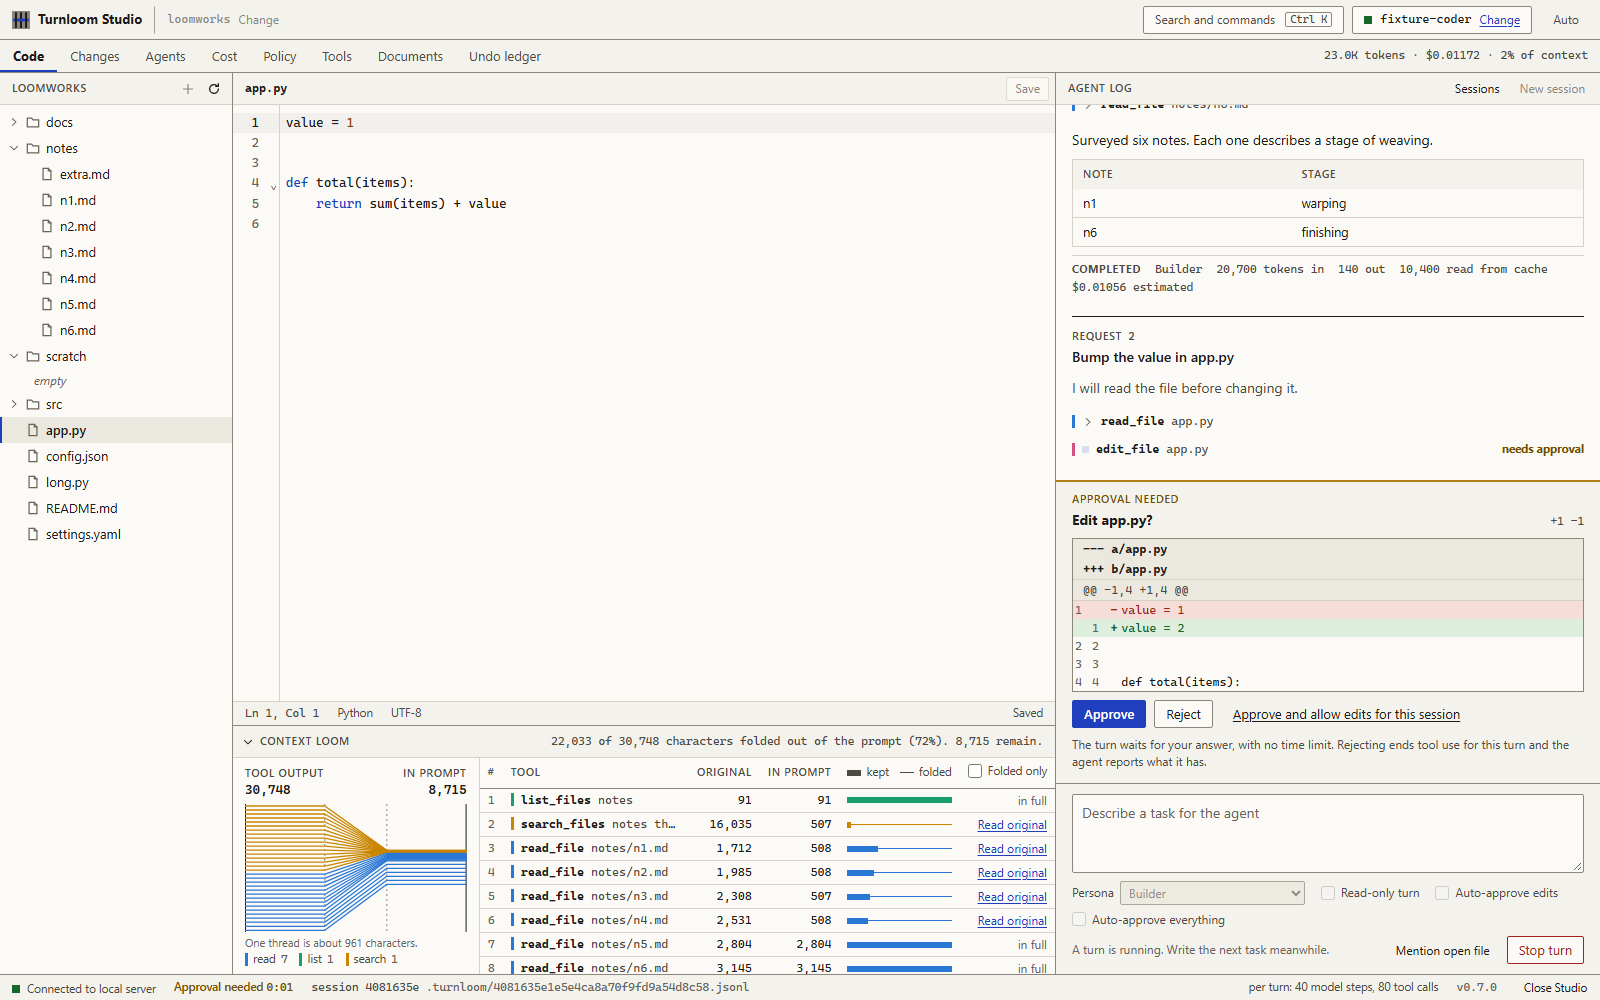 Turnloom Studio
loomworks Change
Search and commands Ctrl K
fixture-coder Change
Auto
Code Changes Agents Cost Policy Tools Documents Undo ledger
23.0K tokens · $0.01172 · 2% of context
LOOMWORKS
docs
notes
extra.md
n1.md
n2.md
n3.md
n4.md
n5.md
n6.md
scratch
empty
src
app.py
config.json
long.py
README.md
settings.yaml
app.py Save
1 value = 1
2
3
4 def total(items):
5 return sum(items) + value
6
Ln 1, Col 1 Python UTF-8 Saved
CONTEXT LOOM 22,033 of 30,748 characters folded out of the prompt (72%). 8,715 remain.
TOOL OUTPUT IN PROMPT
30,748 8,715
One thread is about 961 characters.
read 7 list 1 search 1
# TOOL ORIGINAL IN PROMPT kept folded Folded only
1 list_files notes 91 91 in full
2 search_files notes th… 16,035 507 Read original
3 read_file notes/n1.md 1,712 508 Read original
4 read_file notes/n2.md 1,985 508 Read original
5 read_file notes/n3.md 2,308 507 Read original
6 read_file notes/n4.md 2,531 508 Read original
7 read_file notes/n5.md 2,804 2,804 in full
8 read_file notes/n6.md 3,145 3,145 in full
AGENT LOG Sessions New session
read_file notes/n6.md
Surveyed six notes. Each one describes a stage of weaving.
NOTE STAGE
n1 warping
n6 finishing
COMPLETED Builder 20,700 tokens in 140 out 10,400 read from cache
$0.01056 estimated
REQUEST 2
Bump the value in app.py
I will read the file before changing it.
read_file app.py
edit_file app.py needs approval
APPROVAL NEEDED
Edit app.py? +1 −1
--- a/app.py
+++ b/app.py
@@ -1,4 +1,4 @@
1 - value = 1
1 + value = 2
2 2
3 3
4 4 def total(items):
Approve Reject Approve and allow edits for this session
The turn waits for your answer, with no time limit. Rejecting ends tool use for this turn and the
agent reports what it has.
Describe a task for the agent
Persona Builder Read-only turn Auto-approve edits
Auto-approve everything
A turn is running. Write the next task meanwhile. Mention open file Stop turn
Connected to local server Approval needed 0:01 session 4081635e .turnloom/4081635e1e5e4ca8a70f9fd9a54d8c58.jsonl
per turn: 40 model steps, 80 tool calls v0.7.0 Close Studio